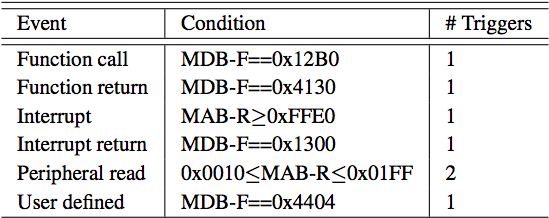 Event Condition # Triggers
Function call MDB-F==0x12B0 1
Function return MDB-F==0x4130 1
Interrupt MAB-R≥0xFFE0 1
Interrupt return MDB-F==0x1300 1
Peripheral read 0x0010≤MAB-R≤0x01FF 2
User defined MDB-F==0x4404 1